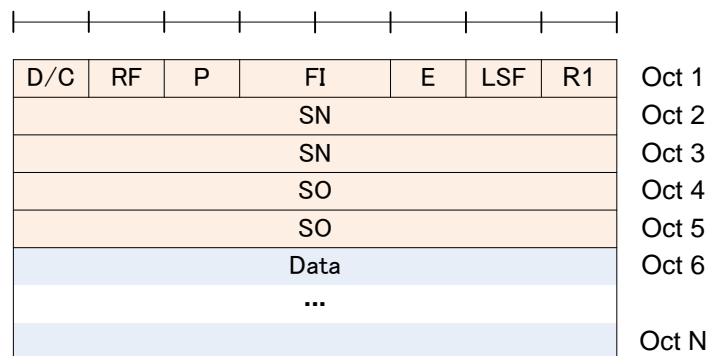 D/C RF P FI E LSF R1 Oct 1
SN Oct 2
SN Oct 3
SO Oct 4
SO Oct 5
Data Oct 6
...
Oct N